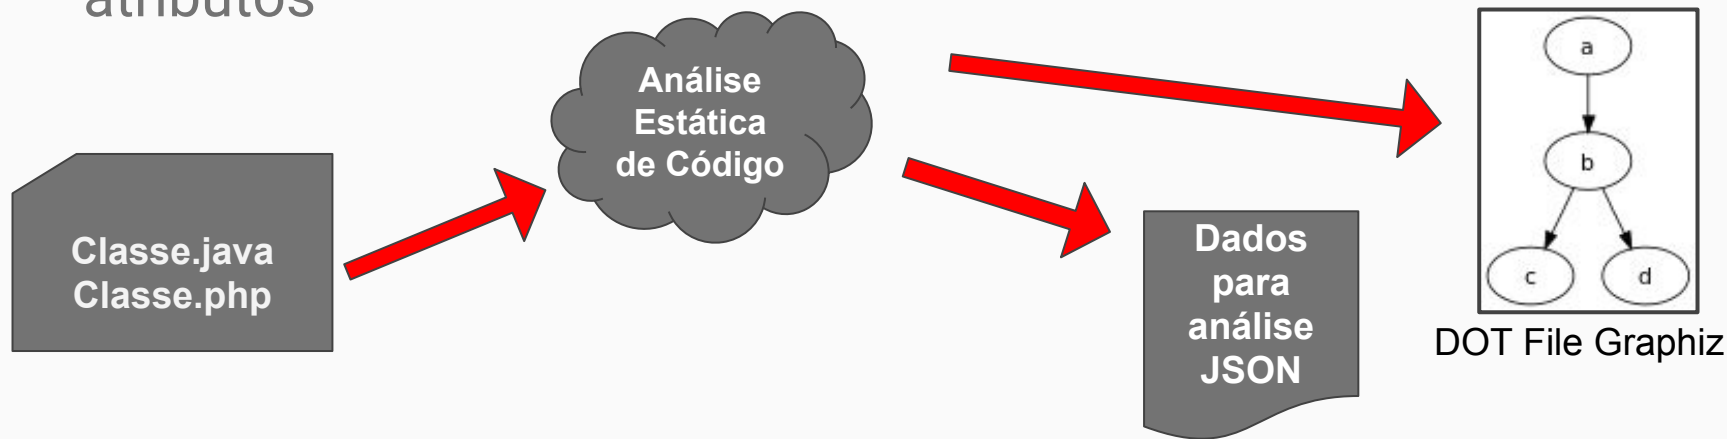 atributos
Análise
Estática
de Código
Classe.java
Classe.php
Dados
para
análise
JSON
a
b
c
d
DOT File Graphiz